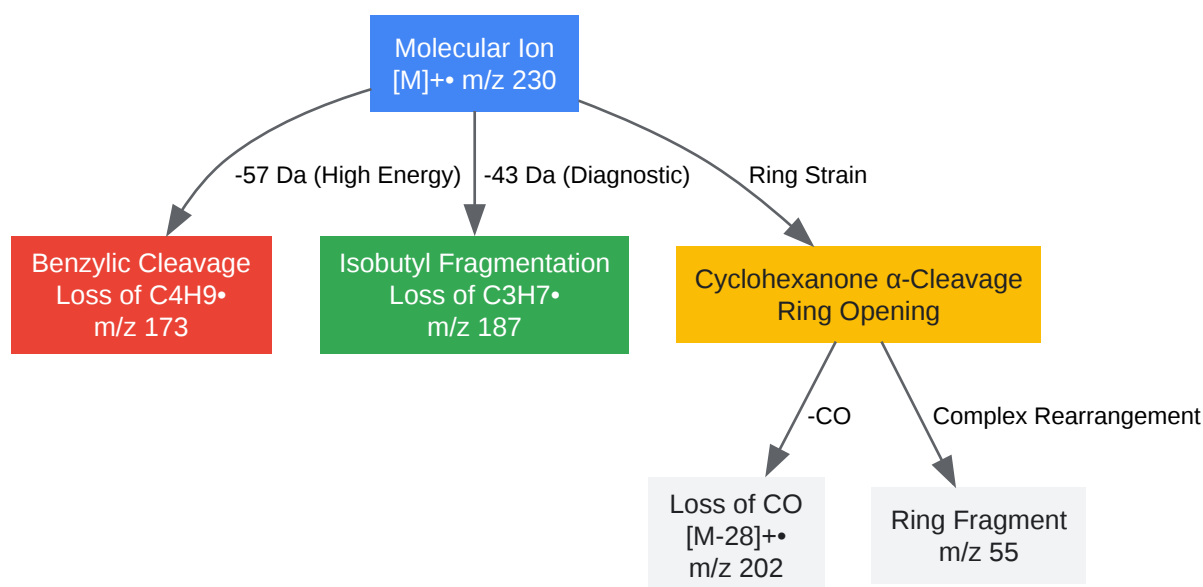 Molecular Ion
[M]+• m/z 230
-57 Da (High Energy)
-43 Da (Diagnostic)
Ring Strain
Benzylic Cleavage
Loss of C4H9•
m/z 173
Isobutyl Fragmentation
Loss of C3H7•
m/z 187
Cyclohexanone α-Cleavage
Ring Opening
-CO
Complex Rearrangement
Loss of CO
[M-28]+•
m/z 202
Ring Fragment
m/z 55